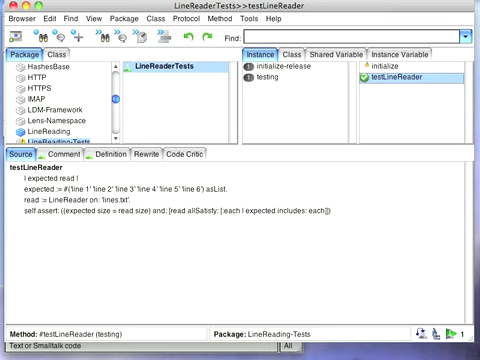 LineReaderTests>>testLineReader
Browser Edit Find View Package Class Protocol Method Tools Help
Find:
Package Class
Instance Class Shared Variable Instance Variable
HashesBase
HTTP
HTTPS
IMAP
LDM-Framework
Lens-Namespace
LineReading
LineReading-Tests
LineReaderTests
initialize-release
testing
initialize
testLineReader
Source Comment Definition Rewrite Code Critic
testLineReader
| expected read |
expected := #('line 1' 'line 2' 'line 3' 'line 4' 'line 5' 'line 6') asList.
read := LineReader on: 'lines.txt'.
self assert: ((expected size = read size) and: [read allSatisfy: [:each | expected includes: each]])
Method: #testLineReader (testing)
Package: LineReading-Tests
1
Text or Smalltalk code
All